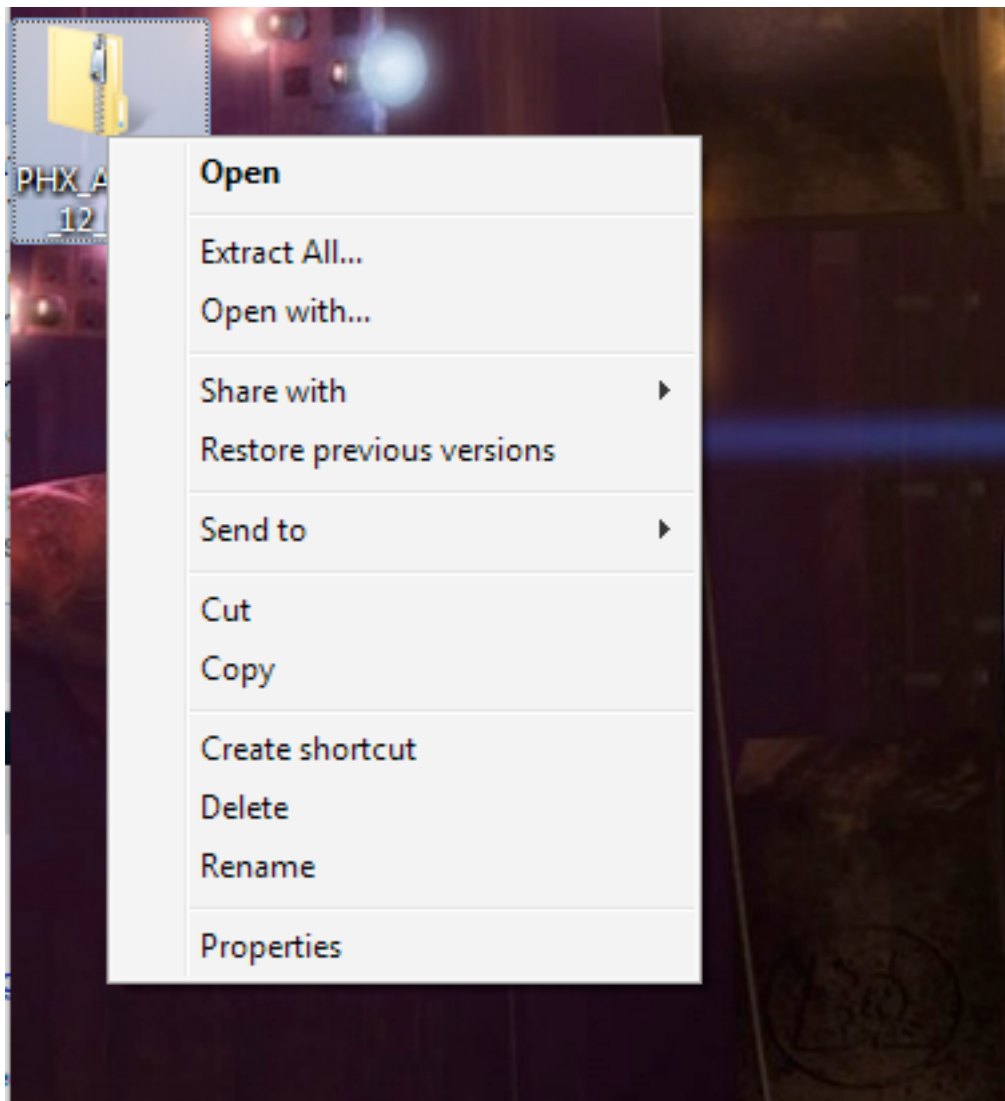 PHX_A
_12_
Open
Extract All...
Open with...
Share with
Restore previous versions
Send to
Cut
Copy
Create shortcut
Delete
Rename
Properties